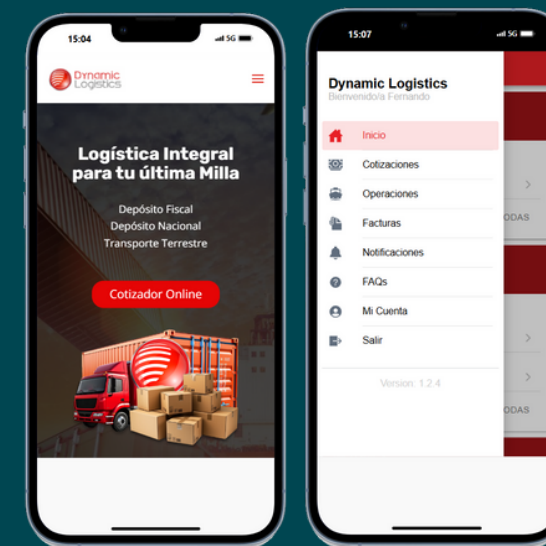 15:04
5G
Dynamic
Logistics
Logística Integral
para tu última Milla
Depósito Fiscal
Depósito Nacional
Transporte Terrestre
Cotizador Online
15:07
5G
Dynamic Logistics
Bienvenido/a Fernando
Inicio
Cotizaciones
Operaciones
Facturas
Notificaciones
FAQs
Mi Cuenta
Salir
Version: 1.2.4
ODAS
ODAS